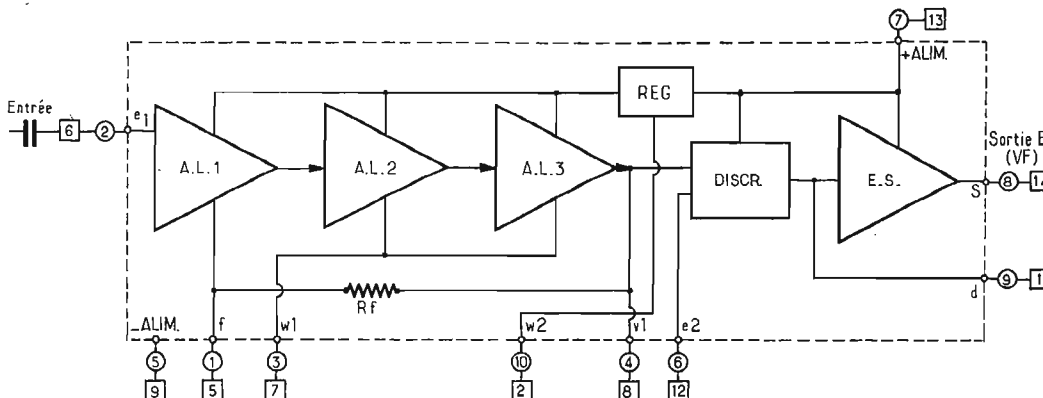 7 13
+ALIM.
Entrée
6 2 e1
REG
A.L.1
A.L.2
A.L.3
DISCR.
E.S.
Sortie B
(VF)
S 8
d 9
Rf
_ALIM.
f
w1
w2
v1
e2
5 1 3 10 4 6
9 5 7 2 8 12